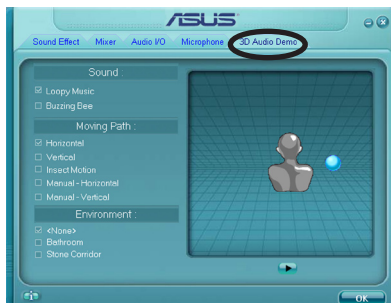 ASUS
Sound Effect Mixer Audio I/O Microphone 3D Audio Demo
Sound :
Loopy Music
Buzzing Bee
Moving Path :
Horizontal
Vertical
Insect Motion
Manual - Horizontal
Manual - Vertical
Environment :
<None>
Bathroom
Stone Corridor
i
OK